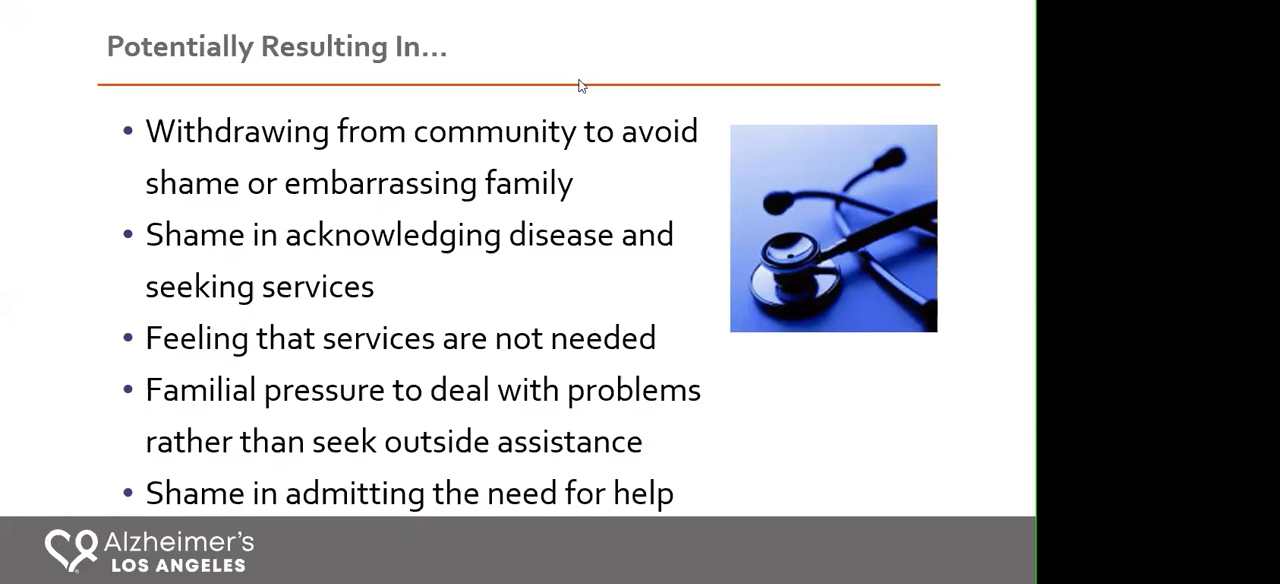 Potentially Resulting In...
• Withdrawing from community to avoid
shame or embarrassing family
• Shame in acknowledging disease and
seeking services
• Feeling that services are not needed
• Familial pressure to deal with problems
rather than seek outside assistance
• Shame in admitting the need for help
Alzheimer's
LOS ANGELES